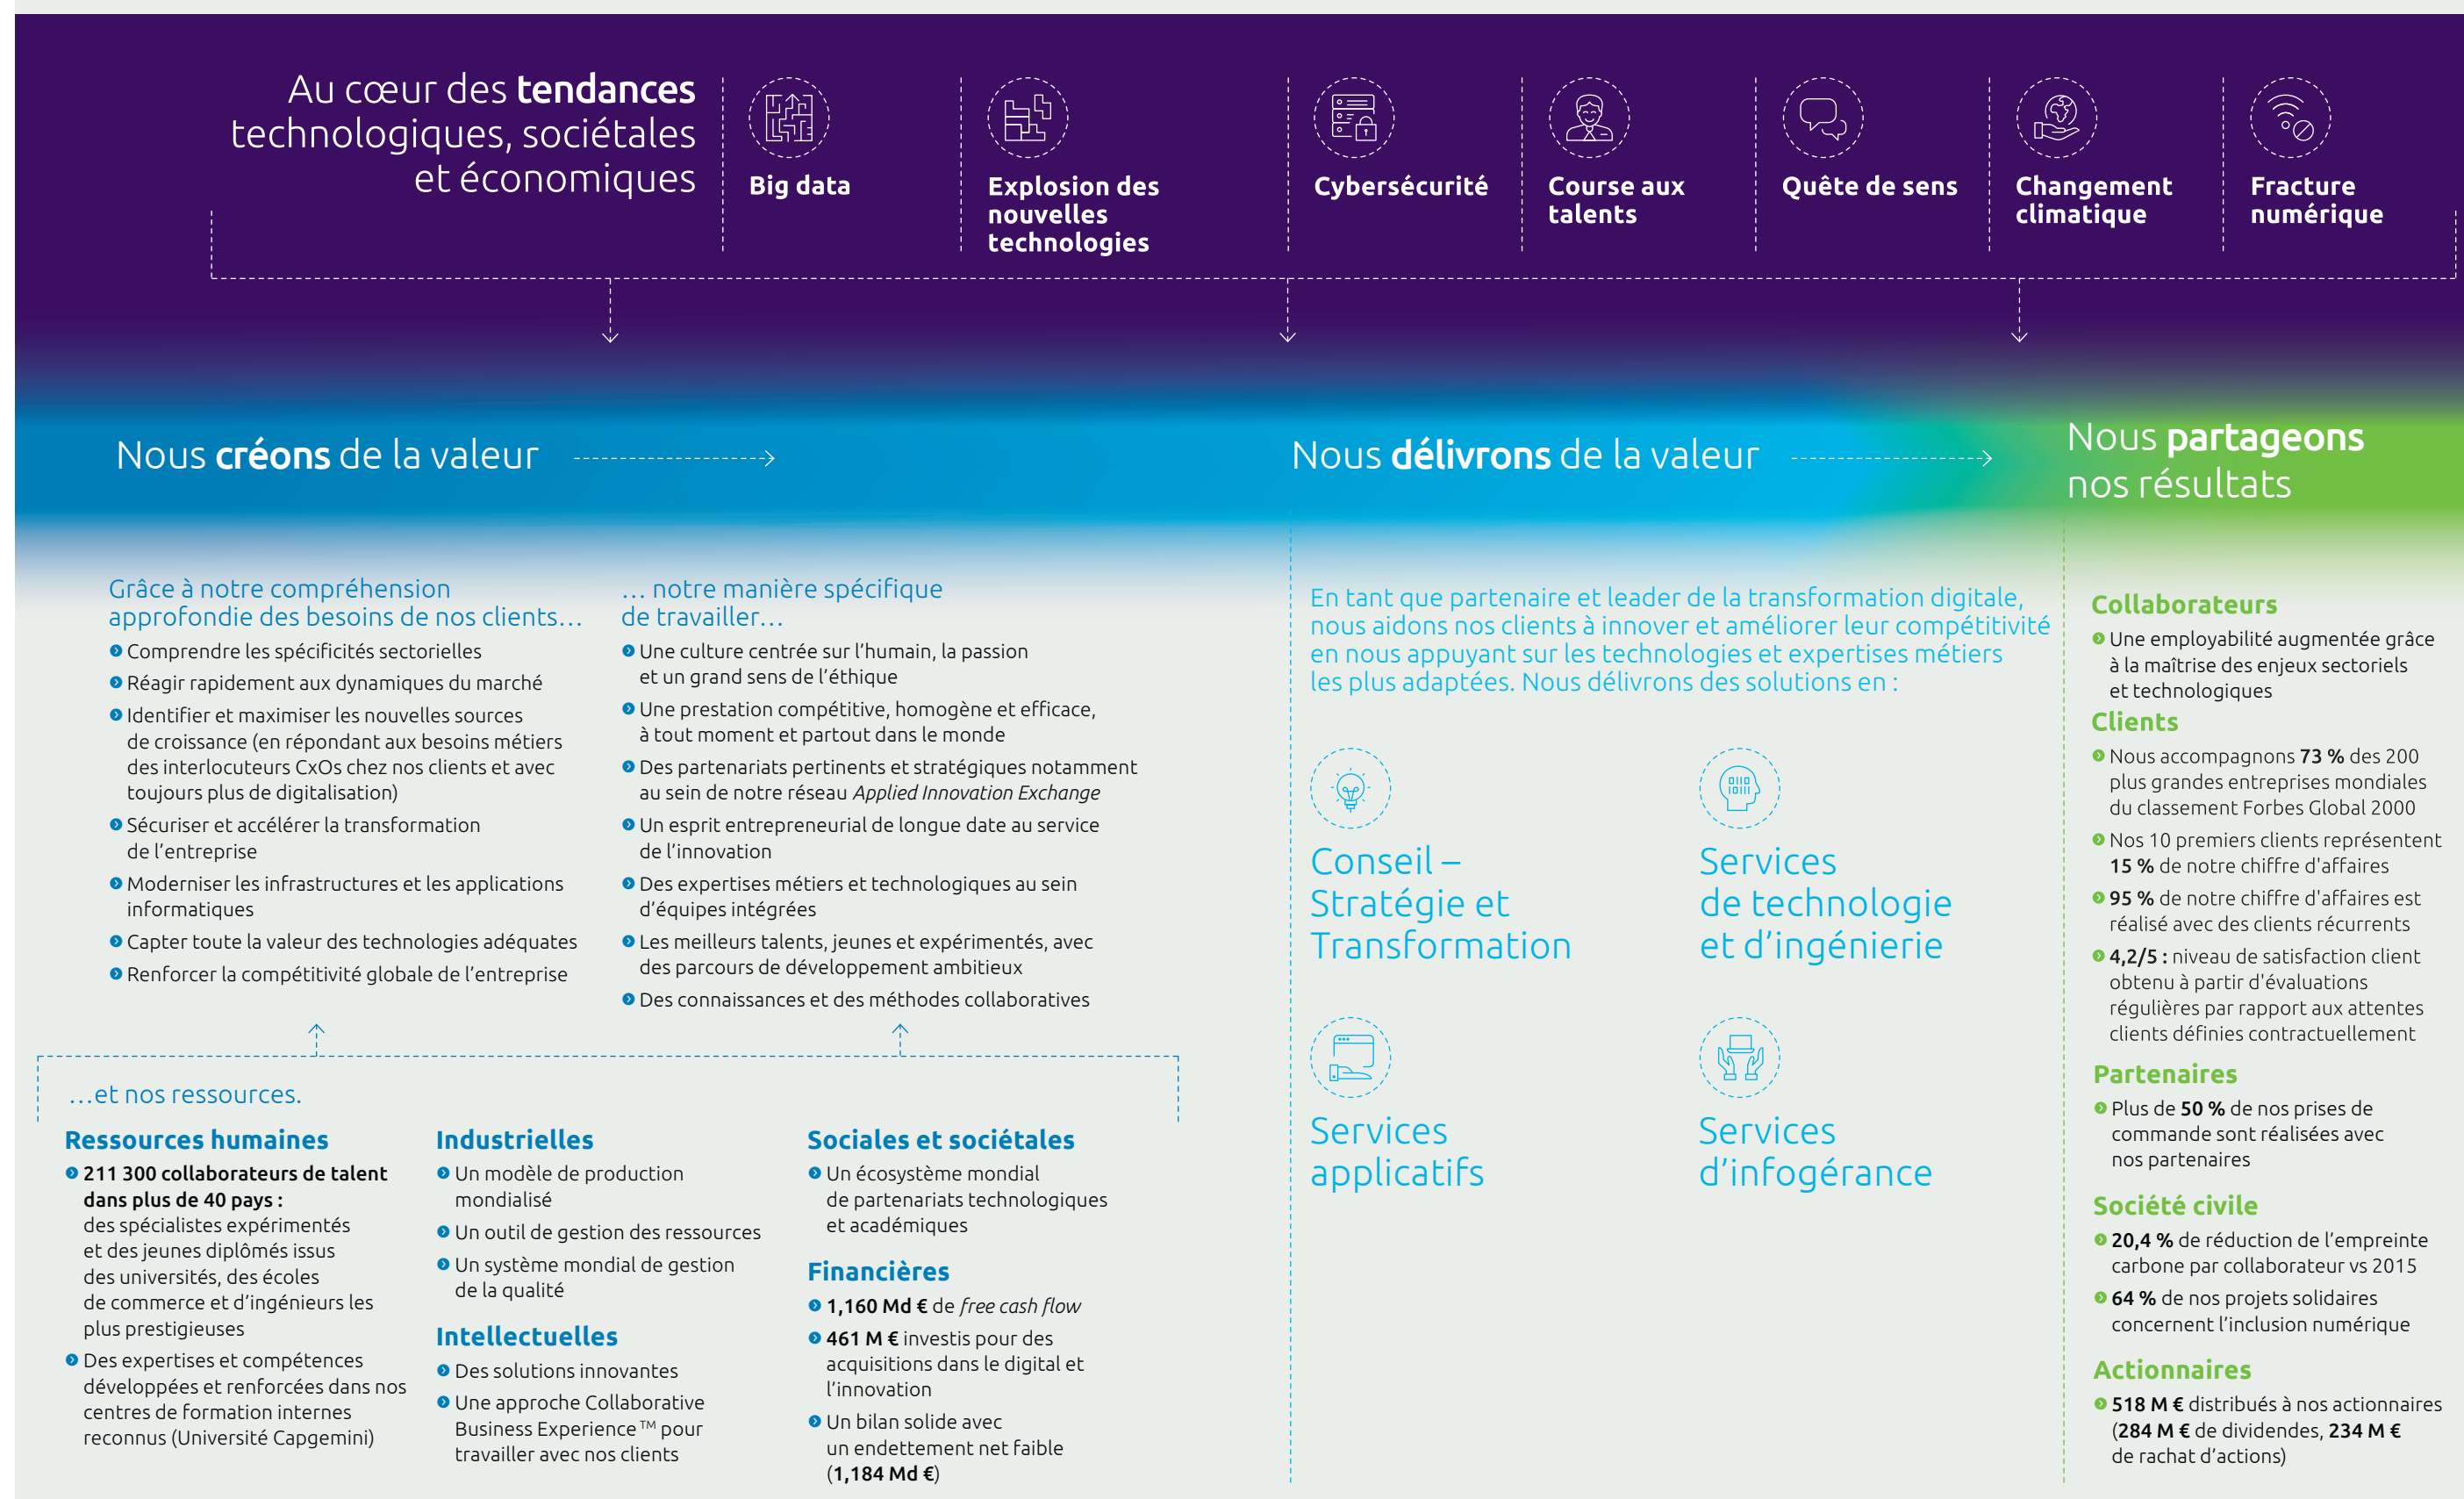 Au cœur des tendances
technologiques, sociétales
et économiques
Big data
Explosion des
nouvelles
technologies
Cybersécurité
Course aux
talents
Quête de sens
Changement
climatique
Fracture
numérique
Nous créons de la valeur
Nous délivrons de la valeur
Nous partageons
nos résultats
Grâce à notre compréhension
approfondie des besoins de nos clients…
Comprendre les spécificités sectorielles
Réagir rapidement aux dynamiques du marché
Identifier et maximiser les nouvelles sources
de croissance (en répondant aux besoins métiers
des interlocuteurs CxOs chez nos clients et avec
toujours plus de digitalisation)
Sécuriser et accélérer la transformation
de l’entreprise
Moderniser les infrastructures et les applications
informatiques
Capter toute la valeur des technologies adéquates
Renforcer la compétitivité globale de l’entreprise
… notre manière spécifique
de travailler…
Une culture centrée sur l’humain, la passion
et un grand sens de l’éthique
Une prestation compétitive, homogène et efficace,
à tout moment et partout dans le monde
Des partenariats pertinents et stratégiques notamment
au sein de notre réseau Applied Innovation Exchange
Un esprit entrepreneurial de longue date au service
de l’innovation
Des expertises métiers et technologiques au sein
d’équipes intégrées
Les meilleurs talents, jeunes et expérimentés, avec
des parcours de développement ambitieux
Des connaissances et des méthodes collaboratives
…et nos ressources.
Ressources humaines
211 300 collaborateurs de talent
dans plus de 40 pays :
des spécialistes expérimentés
et des jeunes diplômés issus
des universités, des écoles
de commerce et d’ingénieurs les
plus prestigieuses
Des expertises et compétences
développées et renforcées dans nos
centres de formation internes
reconnus (Université Capgemini)
Industrielles
Un modèle de production
mondialisé
Un outil de gestion des ressources
Un système mondial de gestion
de la qualité
Intellectuelles
Des solutions innovantes
Une approche Collaborative
Business Experience™ pour
travailler avec nos clients
Sociales et sociétales
Un écosystème mondial
de partenariats technologiques
et académiques
Financières
1,160 Md € de free cash flow
461 M € investis pour des
acquisitions dans le digital et
l’innovation
Un bilan solide avec
un endettement net faible
(1,184 Md €)
En tant que partenaire et leader de la transformation digitale,
nous aidons nos clients à innover et améliorer leur compétitivité
en nous appuyant sur les technologies et expertises métiers
les plus adaptées. Nous délivrons des solutions en :
Conseil –
Stratégie et
Transformation
0110
10111
Services
de technologie
et d’ingénierie
Services
applicatifs
Services
d’infogérance
Collaborateurs
Une employabilité augmentée grâce
à la maîtrise des enjeux sectoriels
et technologiques
Clients
Nous accompagnons 73 % des 200
plus grandes entreprises mondiales
du classement Forbes Global 2000
Nos 10 premiers clients représentent
15 % de notre chiffre d'affaires
95 % de notre chiffre d'affaires est
réalisé avec des clients récurrents
4,2/5 : niveau de satisfaction client
obtenu à partir d'évaluations
régulières par rapport aux attentes
clients définies contractuellement
Partenaires
Plus de 50 % de nos prises de
commande sont réalisées avec
nos partenaires
Société civile
20,4 % de réduction de l’empreinte
carbone par collaborateur vs 2015
64 % de nos projets solidaires
concernent l’inclusion numérique
Actionnaires
518 M € distribués à nos actionnaires
(284 M € de dividendes, 234 M €
de rachat d’actions)